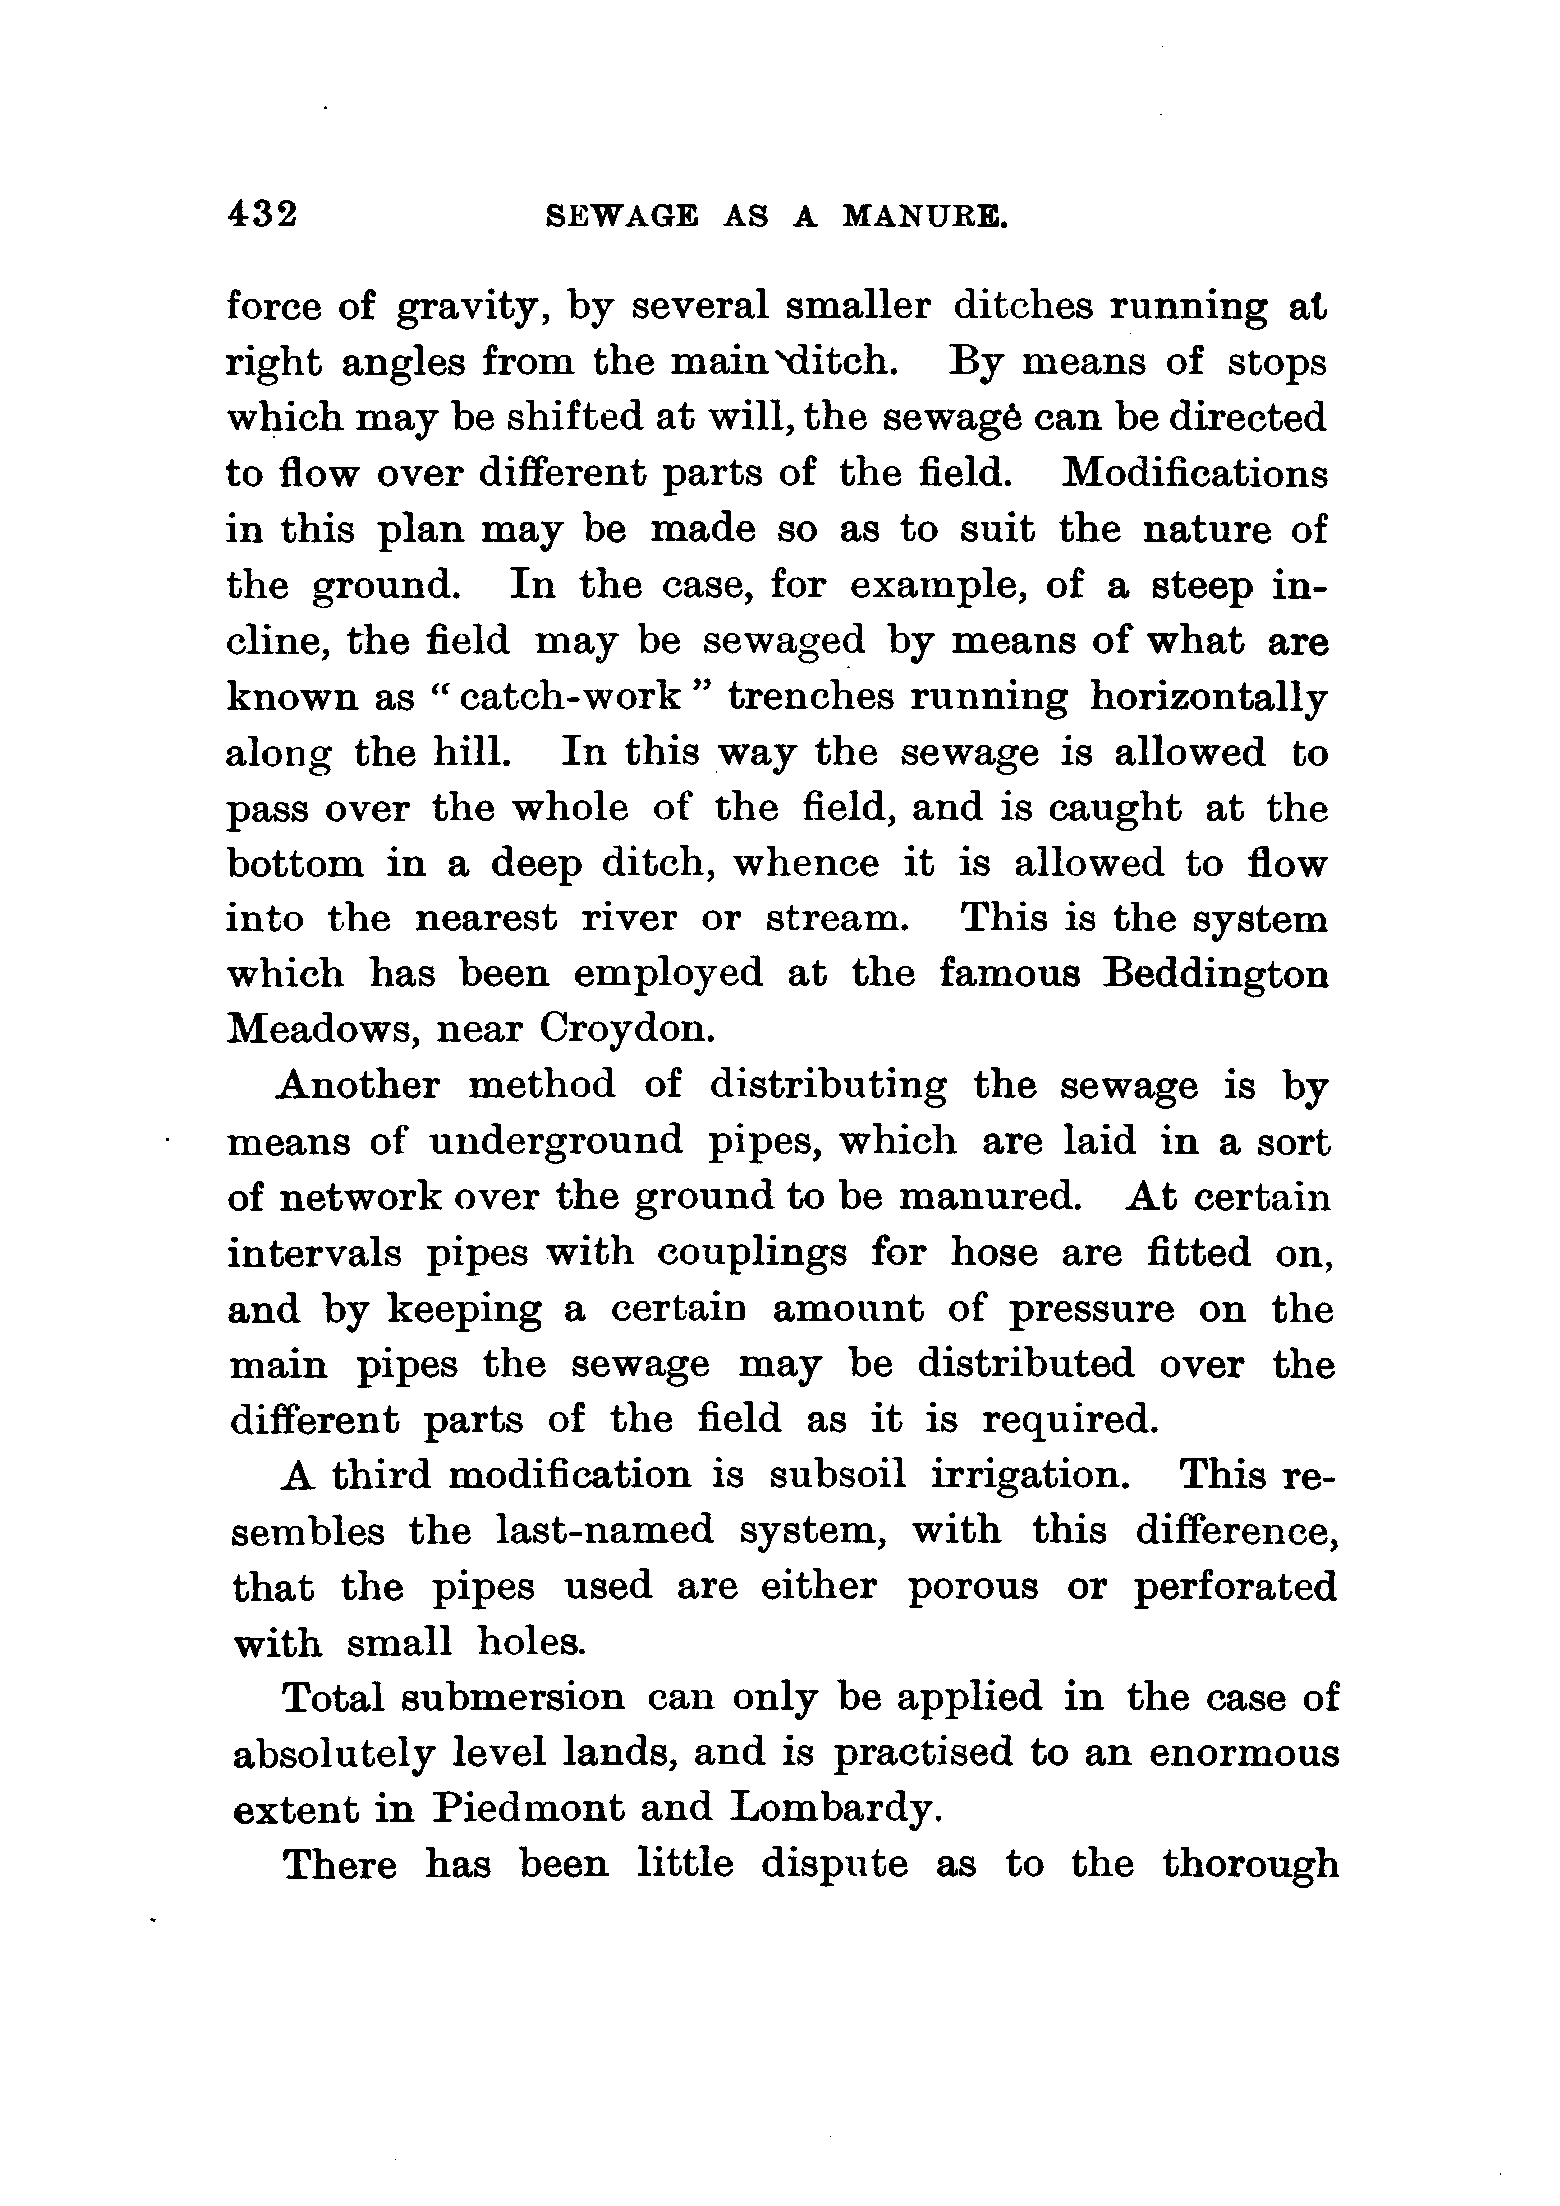 432 SEWAGE AS A MANURE.
force of gravity, by several smaller ditches running at
right angles from the main ditch. By means of stops
which may be shifted at will, the sewage can be directed
to flow over different parts of the field. Modifications
in this plan may be made so as to suit the nature of
the ground. In the case, for example, of a steep in-
cline, the field may be sewaged by means of what are
known as “catch-work” trenches running horizontally
along the hill. In this way the sewage is allowed to
pass over the whole of the field, and is caught at the
bottom in a deep ditch, whence it is allowed to flow
into the nearest river or stream. This is the system
which has been employed at the famous Beddington
Meadows, near Croydon.
Another method of distributing the sewage is by
means of underground pipes, which are laid in a sort
of network over the ground to be manured. At certain
intervals pipes with couplings for hose are fitted on,
and by keeping a certain amount of pressure on the
main pipes the sewage may be distributed over the
different parts of the field as it is required.
A third modification is subsoil irrigation. This re-
sembles the last-named system, with this difference,
that the pipes used are either porous or perforated
with small holes.
Total submersion can only be applied in the case of
absolutely level lands, and is practised to an enormous
extent in Piedmont and Lombardy.
There has been little dispute as to the thorough